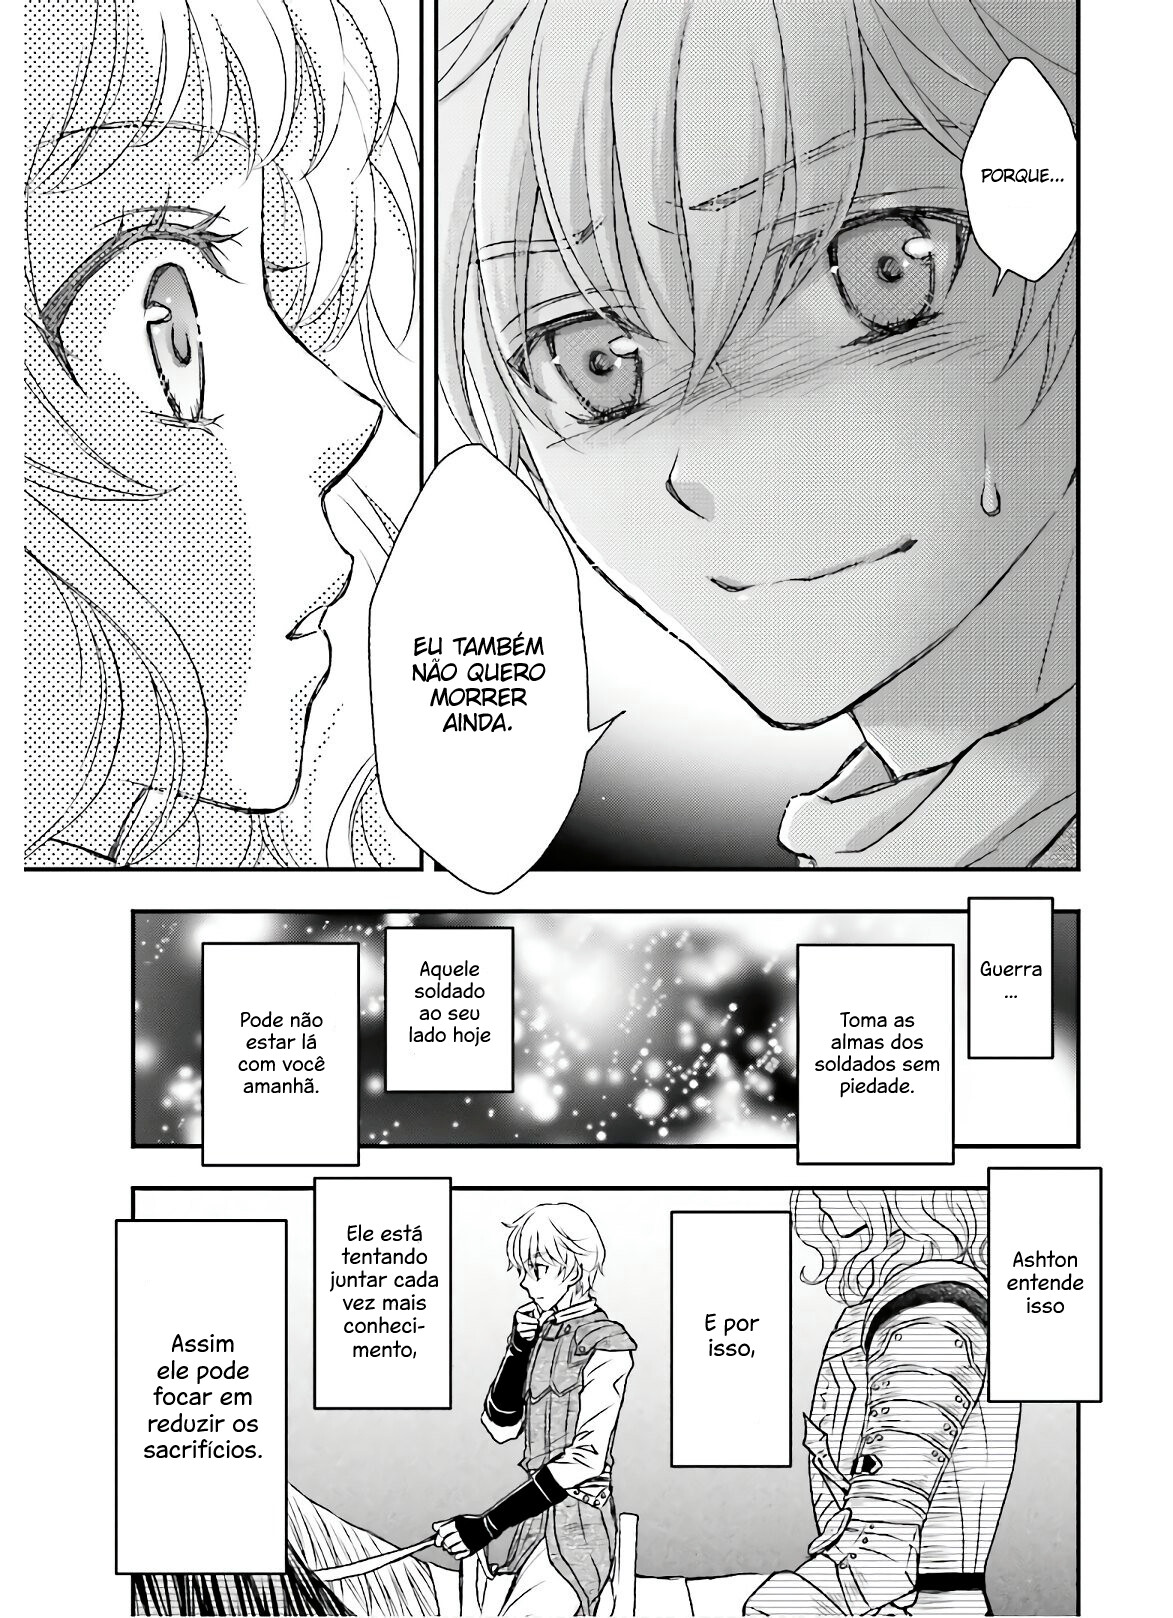 PORQUE...
EU TAMBÉM
NÃO QUERO
MORRER
AINDA.
Guerra
...
Toma as
almas dos
soldados sem
piedade.
Aquele
soldado
ao seu
lado hoje
Pode não
estar lá
com você
amanhã.
Ashton
entende
isso
E por
isso,
Ele está
tentando
juntar cada
vez mais
conheci-
mento,
Assim
ele pode
focar em
reduzir os
sacrifícios.